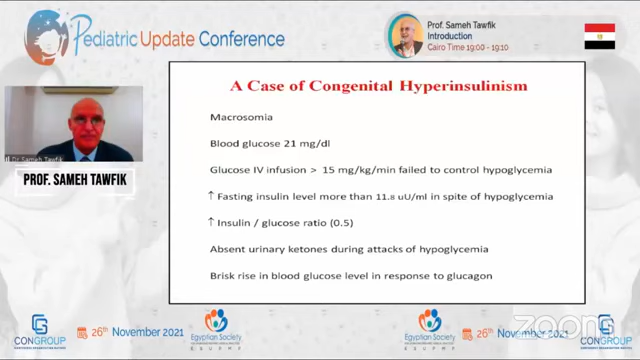 Pediatric Update Conference
Prof. Sameh Tawfik
Introduction
Cairo Time 19:00 - 19:10
A Case of Congenital Hyperinsulinism
Macrosomia
Blood glucose 21 mg/dl
Glucose IV infusion > 15 mg/kg/min failed to control hypoglycemia
↑ Fasting insulin level more than 11.8 uU/ml in spite of hypoglycemia
↑ Insulin / glucose ratio (0.5)
Absent urinary ketones during attacks of hypoglycemia
Brisk rise in blood glucose level in response to glucagon
Dr. Sameh Tawfik
PROF. SAMEH TAWFIK
zoom
CONGROUP
26th November 2021
Egyptian Society
EGUPMP
Egyptian Society
EGUPMP
26th November 2021
CONGROUP